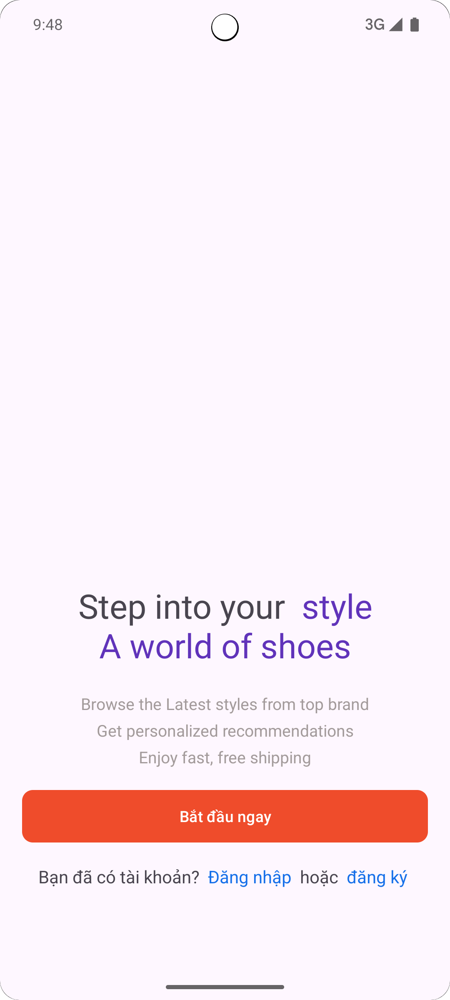 9:48 3G
Step into your style
A world of shoes
Browse the Latest styles from top brand
Get personalized recommendations
Enjoy fast, free shipping
Bắt đầu ngay
Bạn đã có tài khoản? Đăng nhập hoặc đăng ký